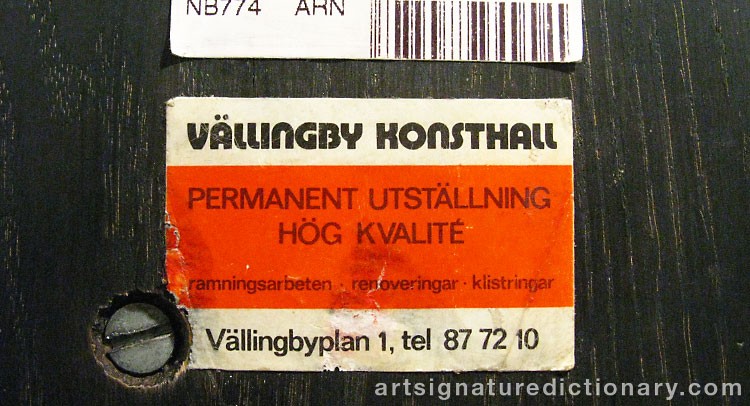 NB774 ARN
VÄLLINGBY KONSTHALL
PERMANENT UTSTÄLLNING
HÖG KVALITÉ
ramningsarbeten · renoveringar · klistringar
Vällingbyplan 1, tel 87 72 10
artsignaturedictionary.com